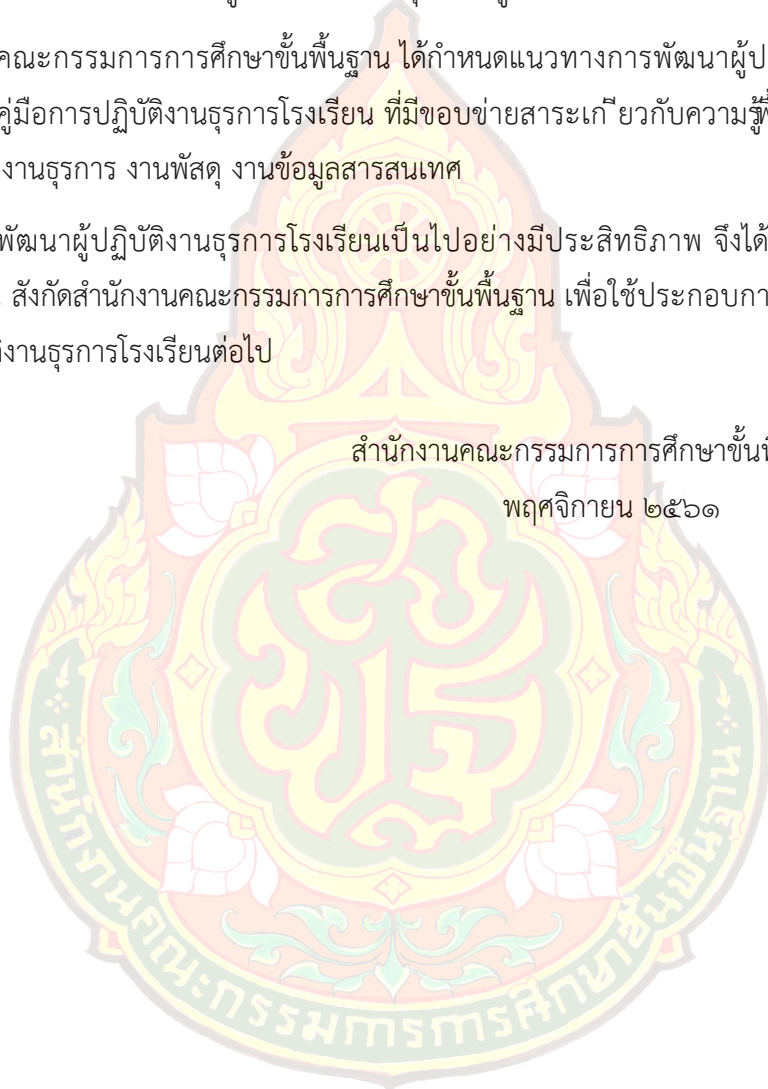 คณะกรรมการการศึกษาขั้นพื้นฐาน ได้กำหนดแนวทางการพัฒนาผู้ป
คู่มือการปฏิบัติงานธุรการโรงเรียน ที่มีขอบข่ายสาระเกี่ยวกับความรู้พื้
งานธุรการ งานพัสดุ งานข้อมูลสารสนเทศ
พัฒนาผู้ปฏิบัติงานธุรการโรงเรียนเป็นไปอย่างมีประสิทธิภาพ จึงได้
สังกัดสำนักงานคณะกรรมการการศึกษาขั้นพื้นฐาน เพื่อใช้ประกอบกา
งานธุรการโรงเรียนต่อไป
สำนักงานคณะกรรมการการศึกษาขั้นพื
พฤศจิกายน ๒๕๖๑
สพฐ
สำนักงานคณะกรรมการการศึกษาขั้นพื้นฐาน